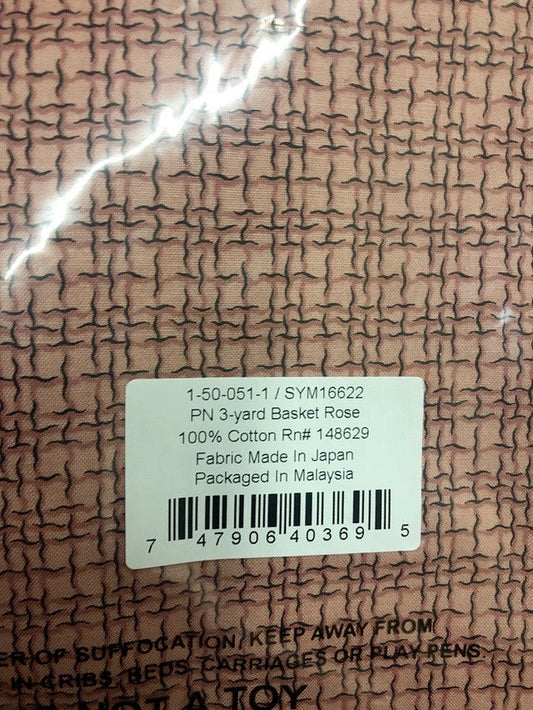 1-50-051-1 / SYM16622
PN 3-yard Basket Rose
100% Cotton Rn# 148629
Fabric Made In Japan
Packaged In Malaysia
7 47906 40369 5
OF SUFFOCATION, KEEP AWAY FROM
IN CRIBS, BEDS, CARRIAGES OR PLAY PENS.
NOT A TOY